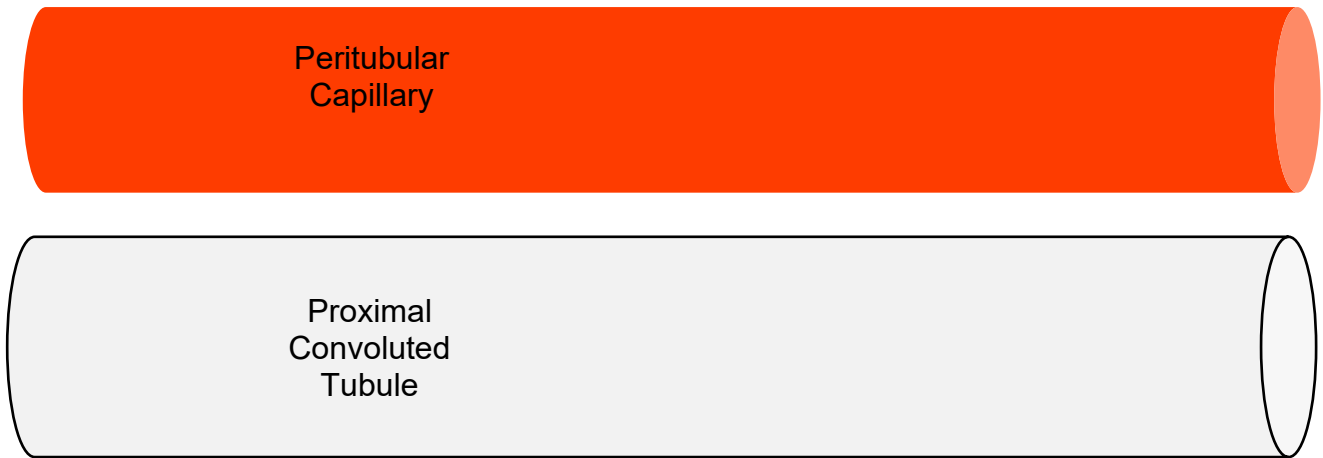 Peritubular
Capillary
Proximal
Convoluted
Tubule